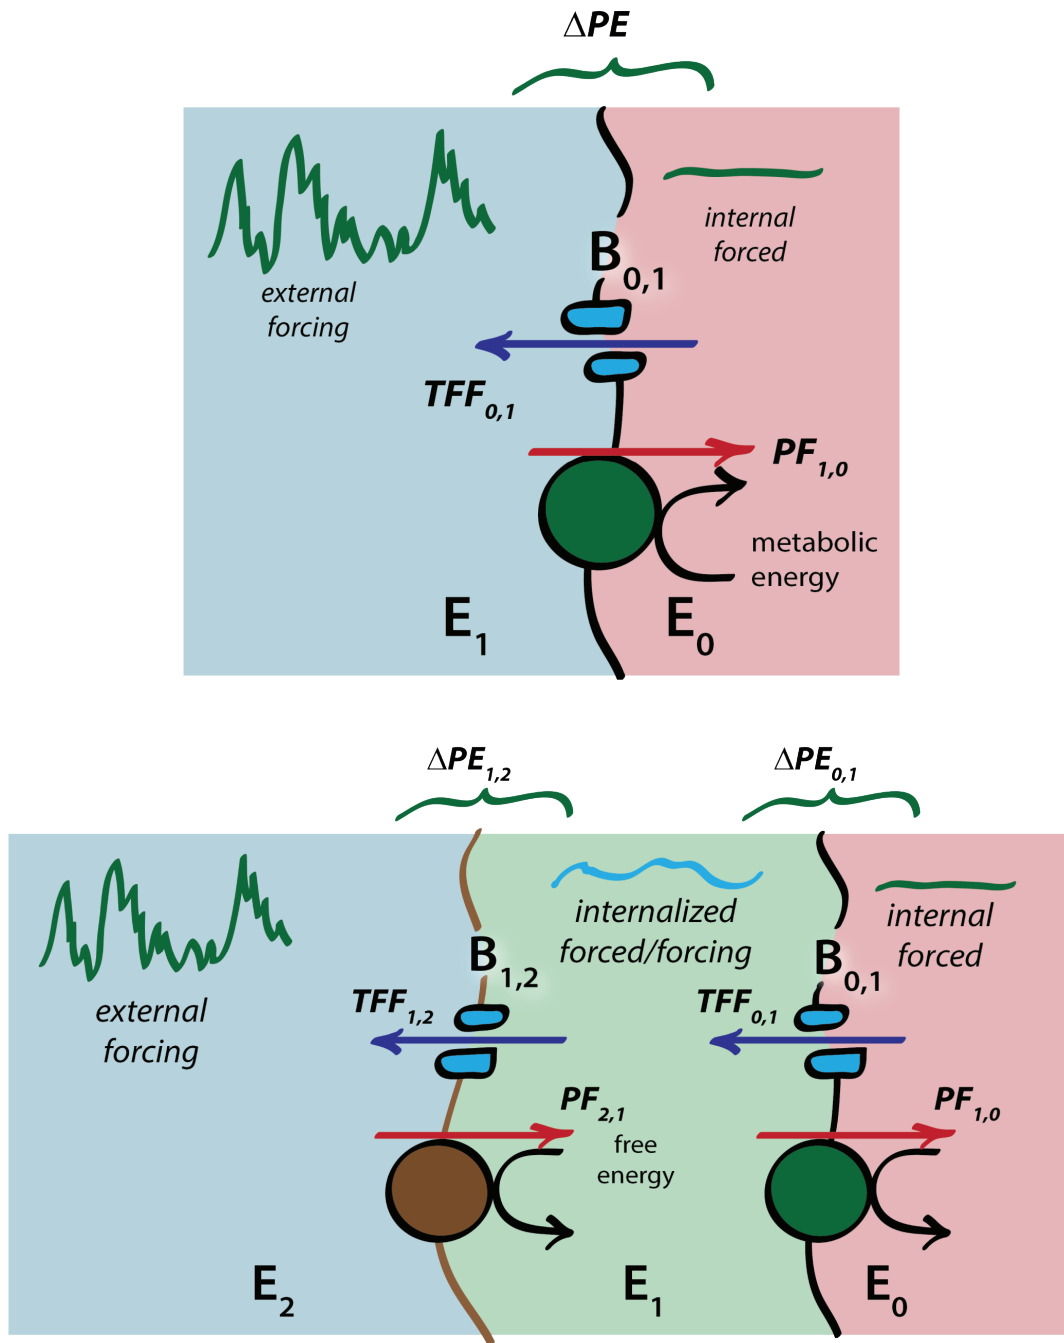 ΔPE
internal
forced
B0,1
external
forcing
TFF0,1
PF1,0
metabolic
energy
E1
E0
ΔPE1,2
ΔPE0,1
internalized
forced/forcing
internal
forced
B1,2
B0,1
external
forcing
TFF1,2
TFF0,1
PF2,1
PF1,0
free
energy
E2
E1
E0